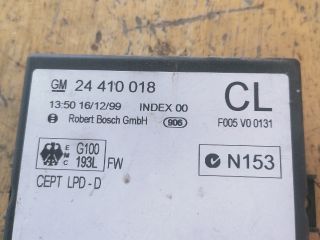 GM 24 410 018
CL
13:50 16/12/99 INDEX 00
Robert Bosch GmbH 906 F005 V0 0131
E M C G100 193L FW N153
CEPT LPD - D